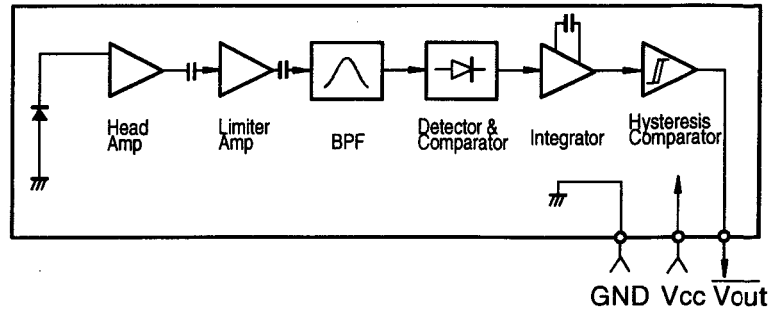 Head
Amp
Limiter
Amp
BPF
Detector &
Comparator
Integrator
Hysteresis
Comparator
GND Vcc Vout